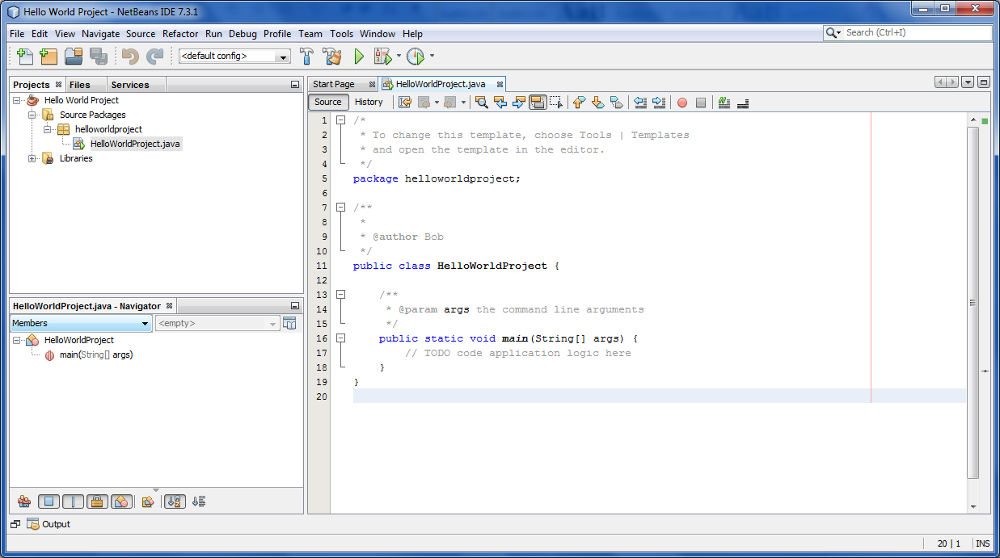 Hello World Project - NetBeans IDE 7.3.1
File Edit View Navigate Source Refactor Run Debug Profile Team Tools Window Help
Search (Ctrl+I)
<default config>
Projects Files Services
Hello World Project
Source Packages
helloworldproject
HelloWorldProject.java
Libraries
HelloWorldProject.java - Navigator
Members <empty>
HelloWorldProject
main(String[] args)
Start Page HelloWorldProject.java
Source History
1 /*
2 * To change this template, choose Tools | Templates
3 * and open the template in the editor.
4 */
5 package helloworldproject;
6
7 /**
8 *
9 * @author Bob
10 */
11 public class HelloWorldProject {
12
13 /**
14 * @param args the command line arguments
15 */
16 public static void main(String[] args) {
17 // TODO code application logic here
18 }
19 }
20
Output
20 | 1 INS